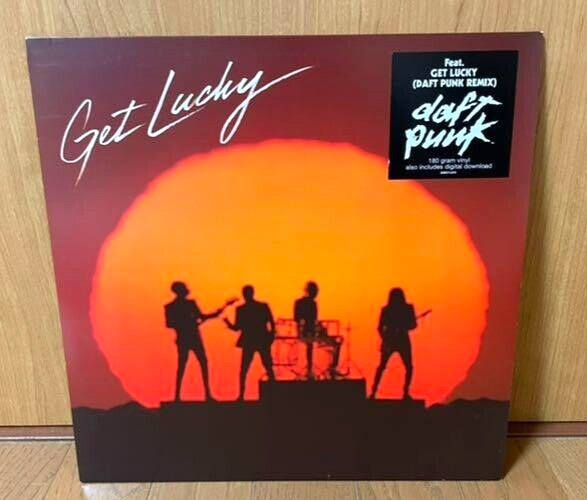 Get Lucky
Feat.
GET LUCKY
(DAFT PUNK REMIX)
daft
punk
180 gram vinyl
also includes digital download